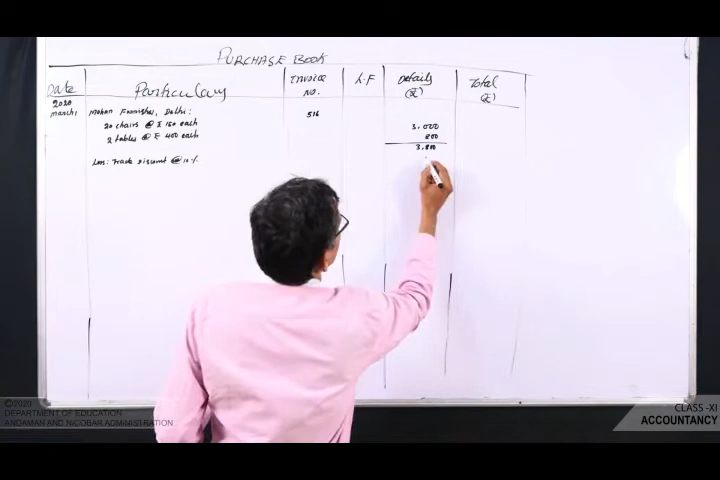 PURCHASE BOOK
Date Particulars Invoice No. L.F Details (₹) Total (₹)
2020
March 1 Mohan Furnishers, Delhi: 516
20 chairs @ ₹ 150 each 3,000
2 tables @ ₹ 400 each 800
3,800
Less: Trade Discount @ 10 %
©2020
DEPARTMENT OF EDUCATION
ANDAMAN AND NICOBAR ADMINISTRATION
CLASS -XI
ACCOUNTANCY